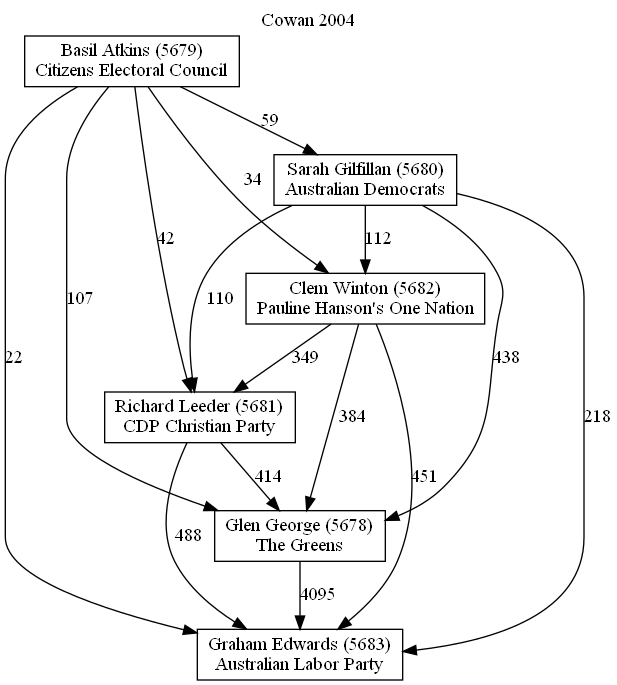 Cowan 2004
Basil Atkins (5679)
Citizens Electoral Council
59
Sarah Gilfillan (5680)
Australian Democrats
34
42
112
Clem Winton (5682)
Pauline Hanson's One Nation
107
110
22
349
438
Richard Leeder (5681)
CDP Christian Party
384
218
414
451
488
Glen George (5678)
The Greens
4095
Graham Edwards (5683)
Australian Labor Party